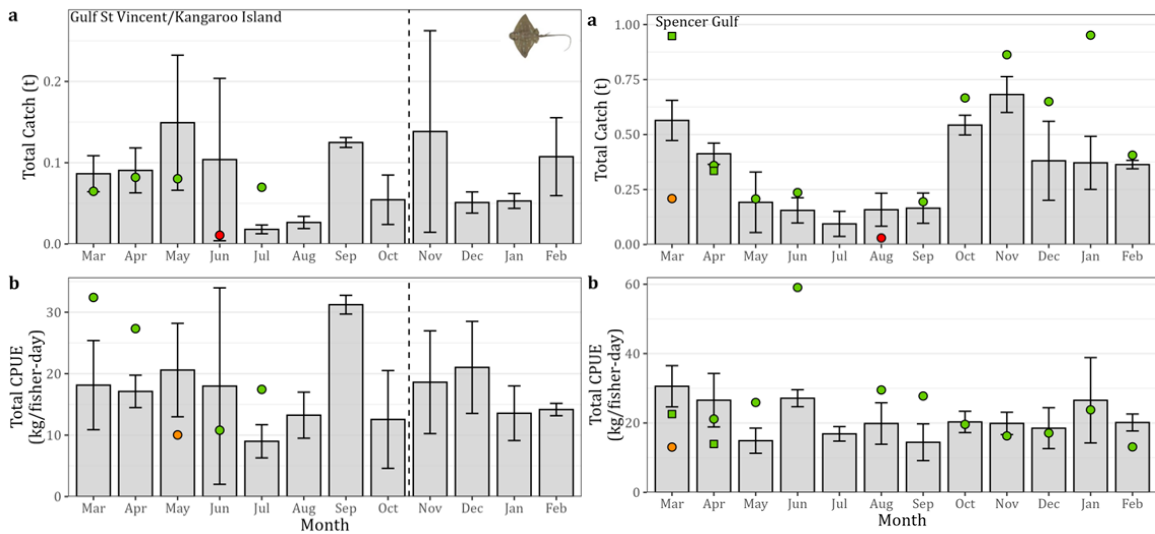 a
Gulf St Vincent/Kangaroo Island
Total Catch (t)
0.2
0.1
0.0
Mar Apr May Jun Jul Aug Sep Oct Nov Dec Jan Feb
b
Total CPUE
(kg/fisher-day)
30
20
10
0
Mar Apr May Jun Jul Aug Sep Oct Nov Dec Jan Feb
Month
a
Spencer Gulf
Total Catch (t)
1.00
0.75
0.50
0.25
0.00
Mar Apr May Jun Jul Aug Sep Oct Nov Dec Jan Feb
b
Total CPUE
(kg/fisher-day)
60
40
20
0
Mar Apr May Jun Jul Aug Sep Oct Nov Dec Jan Feb
Month